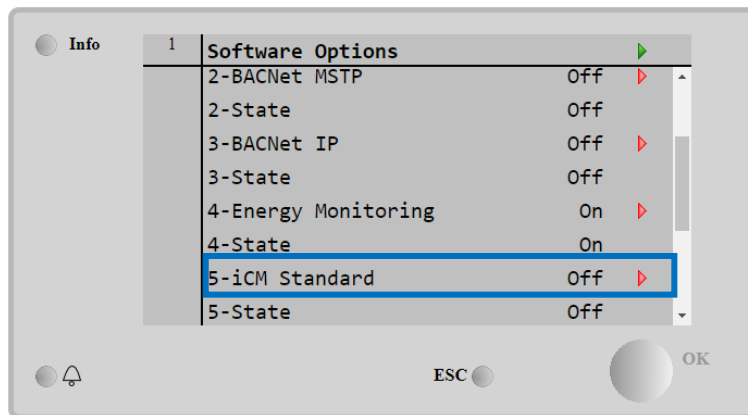 Info
1 Software Options
2-BACNet MSTP Off
2-State Off
3-BACNet IP Off
3-State Off
4-Energy Monitoring On
4-State On
5-iCM Standard Off
5-State Off
ESC OK